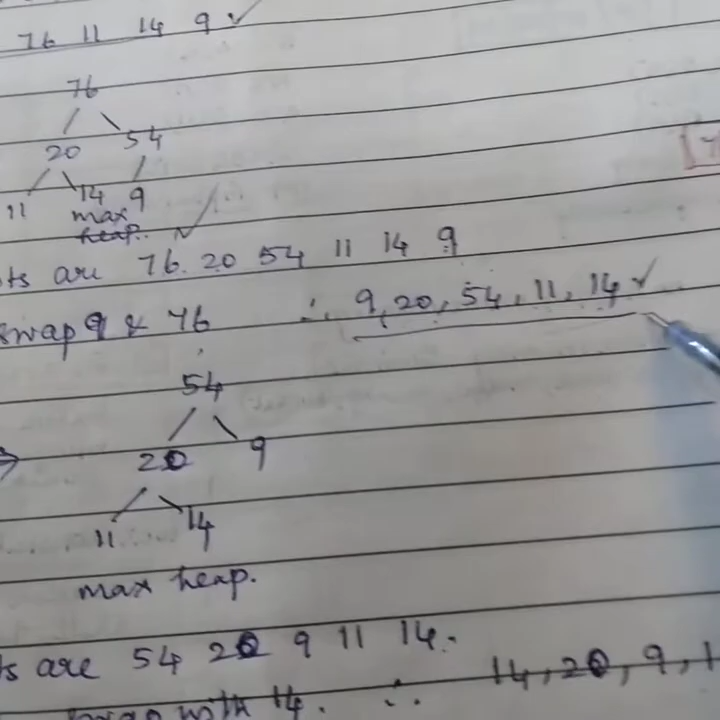 76 11 14 9 ✓
76
20 54
11 14 9
max
heap.
are 76 20 54 11 14 9
swap 9 & 76 ∴ 9, 20, 54, 11, 14 ✓
54
20 9
11 14
max heap.
are 54 20 9 11 14.
with 14. ∴ 14, 20, 9,